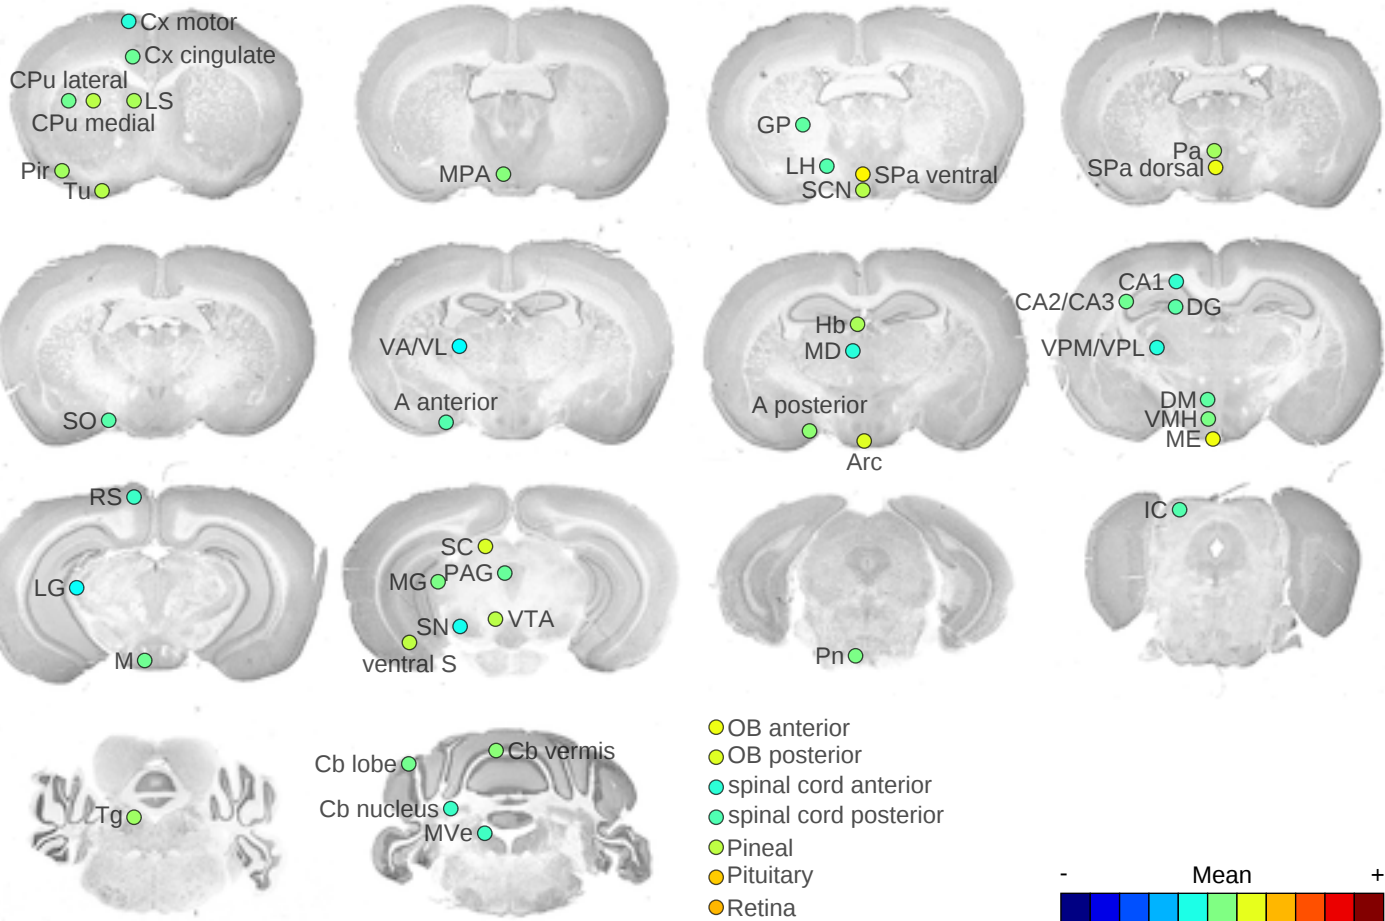 Cx motor
Cx cingulate
CPu lateral
LS
CPu medial
Pir
Tu
MPA
GP
LH
SPa ventral
SCN
Pa
SPa dorsal
SO
VA/VL
A anterior
Hb
MD
A posterior
Arc
CA1
CA2/CA3
DG
VPM/VPL
DM
VMH
ME
RS
LG
M
SC
PAG
MG
VTA
SN
ventral S
Pn
IC
Tg
Cb vermis
Cb lobe
Cb nucleus
MVe
OB anterior
OB posterior
spinal cord anterior
spinal cord posterior
Pineal
Pituitary
Retina
- Mean +